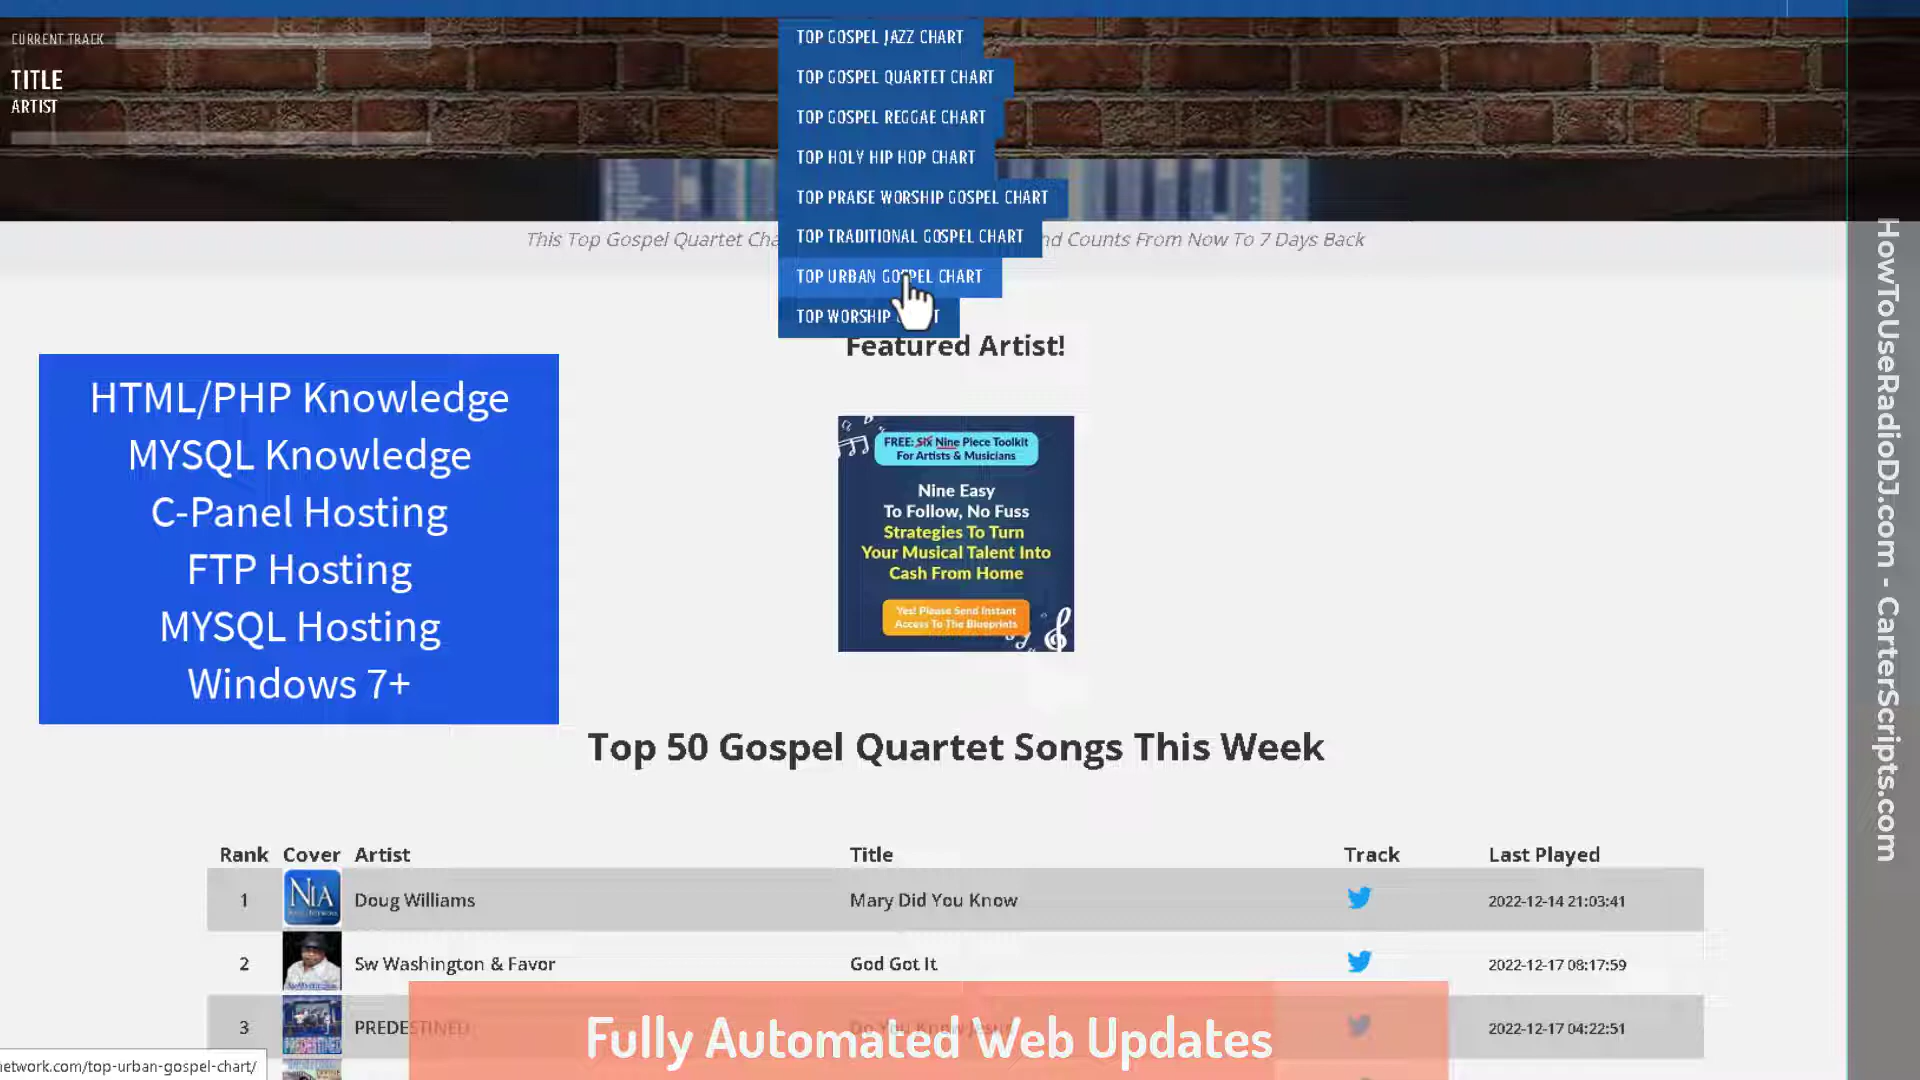 CURRENT TRACK
TITLE
ARTIST
TOP GOSPEL JAZZ CHART
TOP GOSPEL QUARTET CHART
TOP GOSPEL REGGAE CHART
TOP HOLY HIP HOP CHART
TOP PRAISE WORSHIP GOSPEL CHART
TOP TRADITIONAL GOSPEL CHART
TOP URBAN GOSPEL CHART
TOP WORSHIP
This Top Gospel Quartet Cha nd Counts From Now To 7 Days Back
Featured Artist!
HTML/PHP Knowledge
MYSQL Knowledge
C-Panel Hosting
FTP Hosting
MYSQL Hosting
Windows 7+
FREE: Six Nine Piece Toolkit
For Artists & Musicians
Nine Easy
To Follow, No Fuss
Strategies To Turn
Your Musical Talent Into
Cash From Home
Yes! Please Send Instant
Access To The Blueprints
Top 50 Gospel Quartet Songs This Week
Rank Cover Artist Title Track Last Played
1 NIA Doug Williams Mary Did You Know 2022-12-14 21:03:41
2 Sw Washington & Favor God Got It 2022-12-17 08:17:59
3 PREDESTINED Do You Know Jesus 2022-12-17 04:22:51
Fully Automated Web Updates
etwork.com/top-urban-gospel-chart/
HowToUseRadioDJ.com - CarterScripts.com